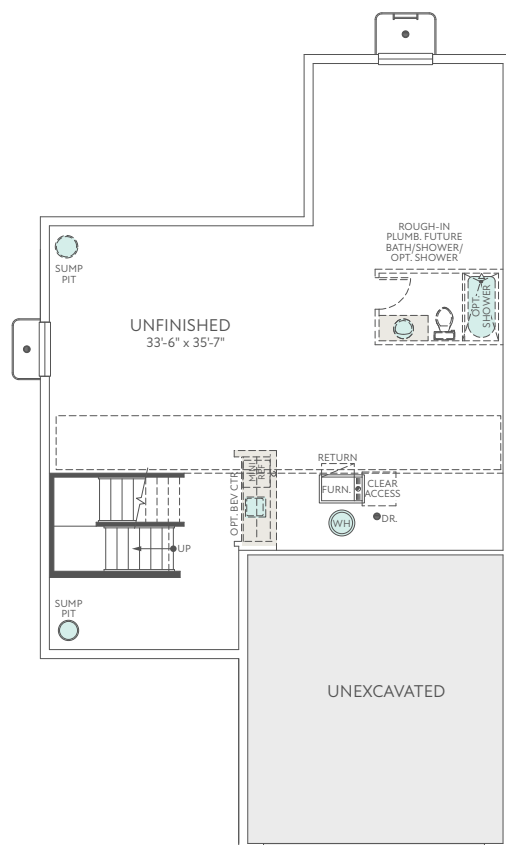 ROUGH-IN
PLUMB. FUTURE
BATH/SHOWER/
OPT. SHOWER
SUMP
PIT
OPT.
SHOWER
UNFINISHED
33'-6" x 35'-7"
RETURN
OPT. BEV CTR
MINI
REF
FURN.
CLEAR
ACCESS
WH
DR.
UP
SUMP
PIT
UNEXCAVATED